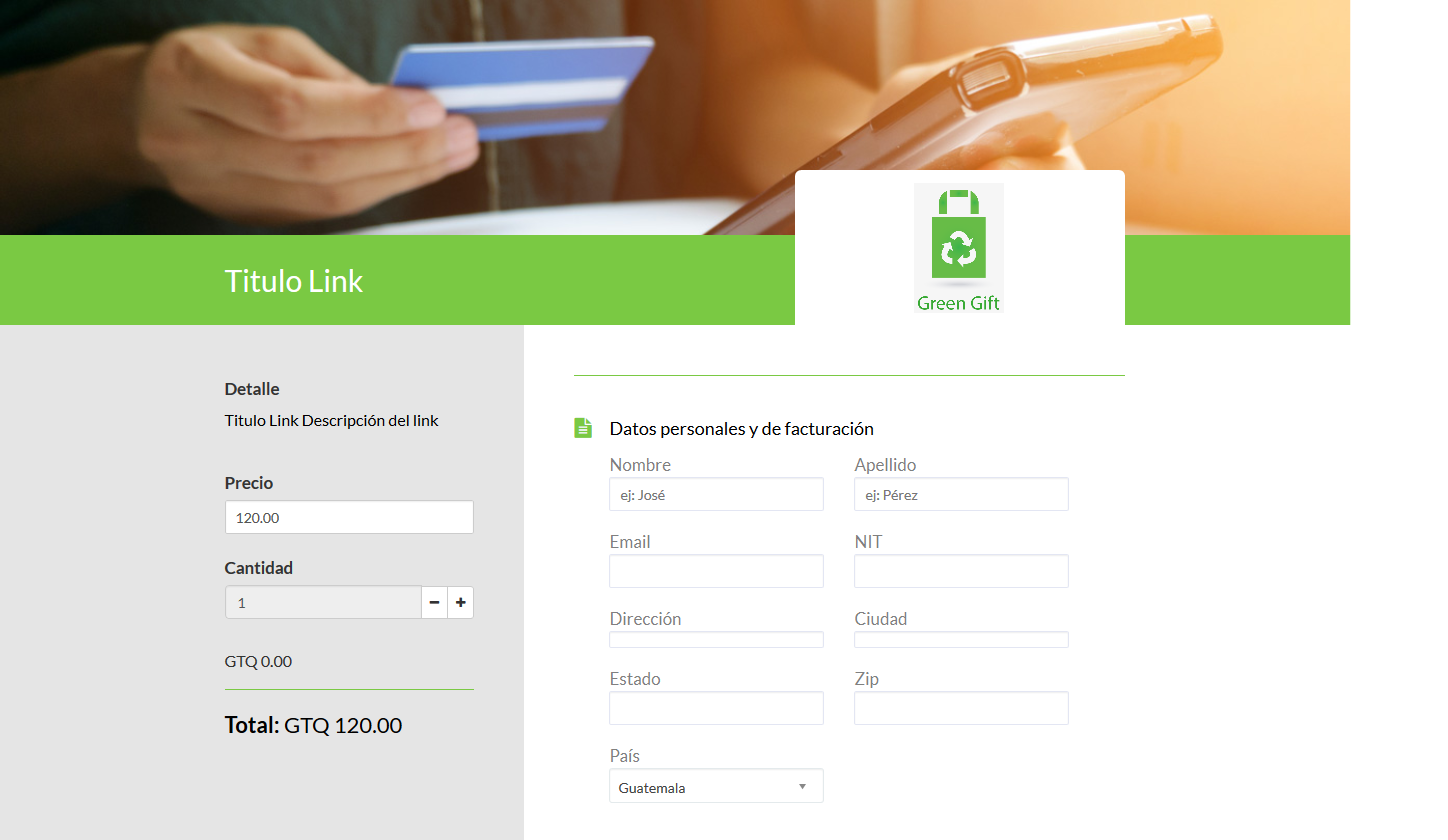 Green Gift
Titulo Link
Detalle
Titulo Link Descripción del link
Precio
120.00
Cantidad
1
GTQ 0.00
Total: GTQ 120.00
Datos personales y de facturación
Nombre Apellido
ej: José ej: Pérez
Email NIT
Dirección Ciudad
Estado Zip
País
Guatemala